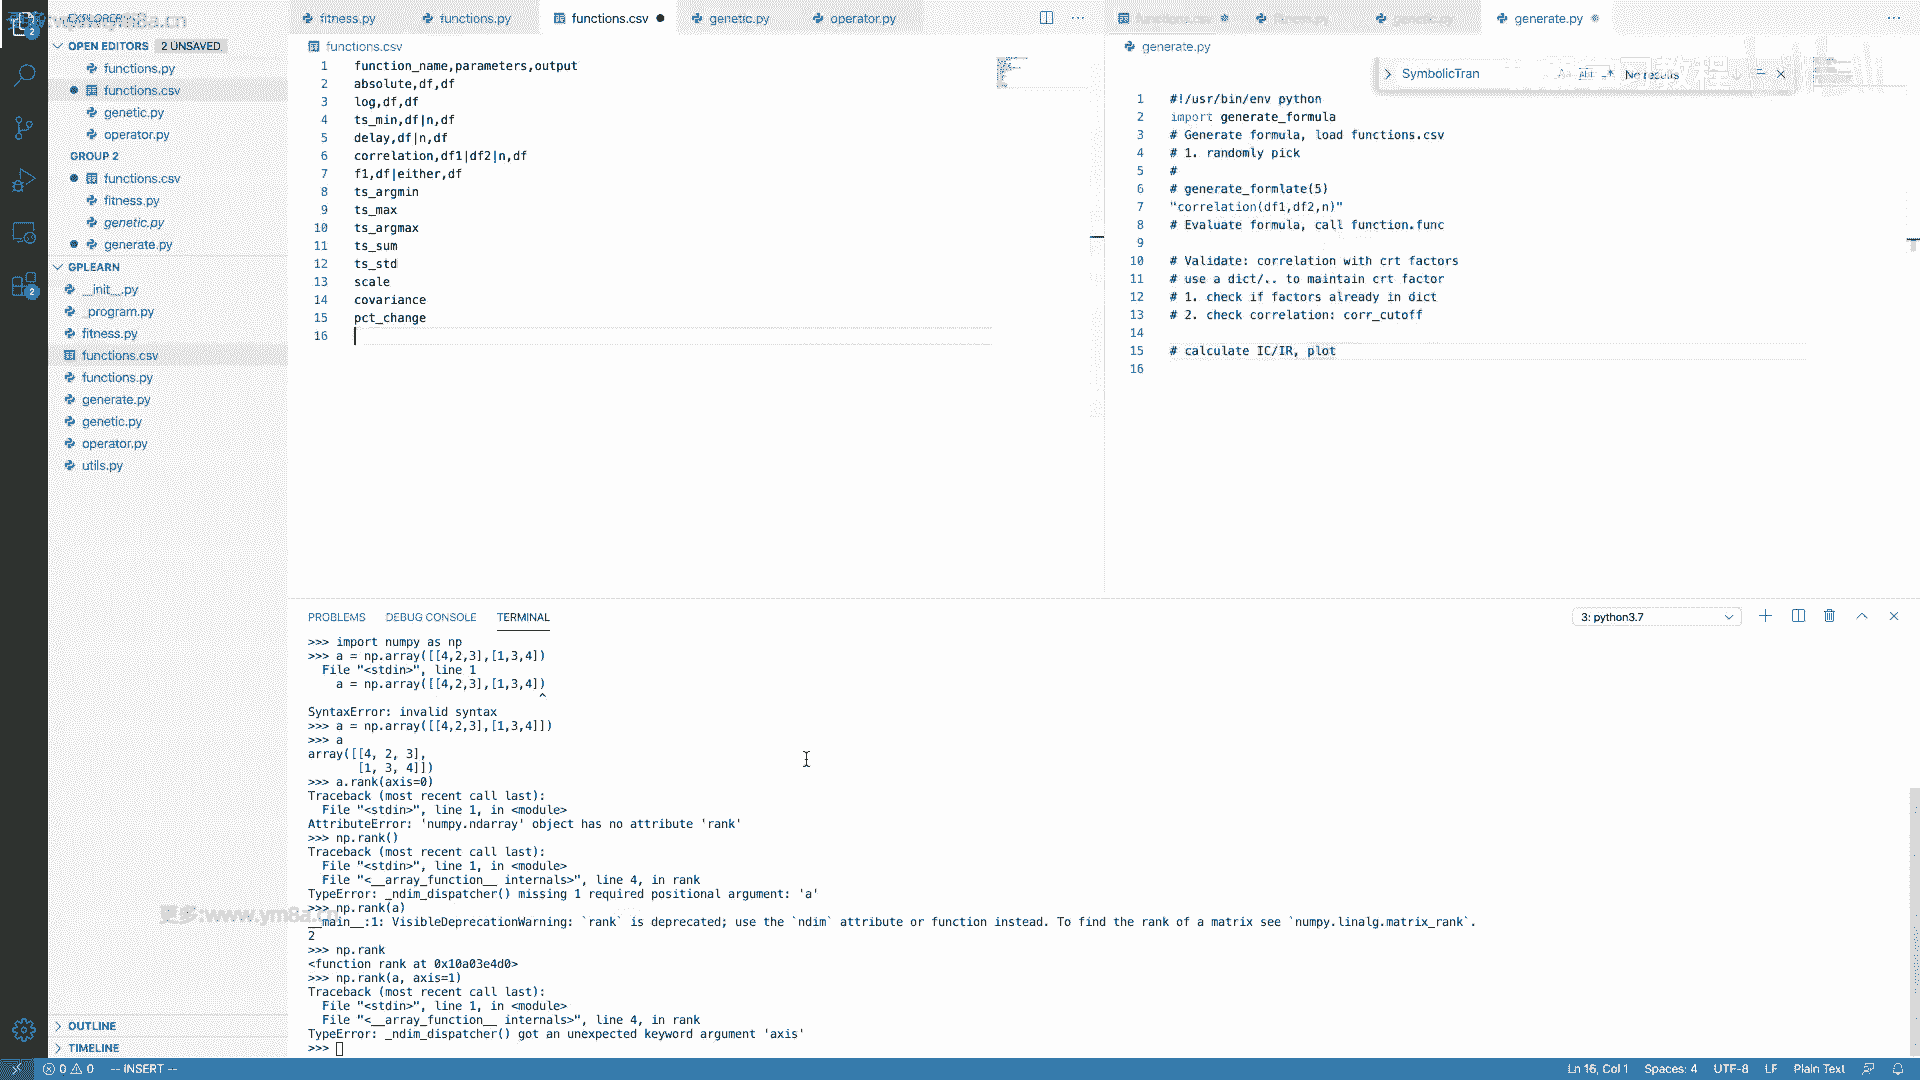 EXPLORER
OPEN EDITORS 2 UNSAVED
functions.py
functions.csv
genetic.py
operator.py
GROUP 2
functions.csv
fitness.py
genetic.py
generate.py
GPLEARN
__init__.py
_program.py
fitness.py
functions.csv
functions.py
generate.py
genetic.py
operator.py
utils.py
OUTLINE
TIMELINE
fitness.py functions.py functions.csv genetic.py operator.py
functions.csv
1 function_name,parameters,output
2 absolute,df,df
3 log,df,df
4 ts_min,df|n,df
5 delay,df|n,df
6 correlation,df1|df2|n,df
7 f1,df|either,df
8 ts_argmin
9 ts_max
10 ts_argmax
11 ts_sum
12 ts_std
13 scale
14 covariance
15 pct_change
16
functions.csv fitness.py genetic.py generate.py
generate.py
SymbolicTran No results
1 #!/usr/bin/env python
2 import generate_formula
3 # Generate formula, load functions.csv
4 # 1. randomly pick
5 #
6 # generate_formlate(5)
7 "correlation(df1,df2,n)"
8 # Evaluate formula, call function.func
9
10 # Validate: correlation with crt factors
11 # use a dict/.. to maintain crt factor
12 # 1. check if factors already in dict
13 # 2. check correlation: corr_cutoff
14
15 # calculate IC/IR, plot
16
PROBLEMS DEBUG CONSOLE TERMINAL 3: python3.7
>>> import numpy as np
>>> a = np.array([[4,2,3],[1,3,4])
File "<stdin>", line 1
a = np.array([[4,2,3],[1,3,4])
^
SyntaxError: invalid syntax
>>> a = np.array([[4,2,3],[1,3,4]])
>>> a
array([[4, 2, 3],
[1, 3, 4]])
>>> a.rank(axis=0)
Traceback (most recent call last):
File "<stdin>", line 1, in <module>
AttributeError: 'numpy.ndarray' object has no attribute 'rank'
>>> np.rank()
Traceback (most recent call last):
File "<stdin>", line 1, in <module>
File "<__array_function__ internals>", line 4, in rank
TypeError: _ndim_dispatcher() missing 1 required positional argument: 'a'
>>> np.rank(a)
__main__:1: VisibleDeprecationWarning: `rank` is deprecated; use the `ndim` attribute or function instead. To find the rank of a matrix see `numpy.linalg.matrix_rank`.
2
>>> np.rank
<function rank at 0x10a03e4d0>
>>> np.rank(a, axis=1)
Traceback (most recent call last):
File "<stdin>", line 1, in <module>
File "<__array_function__ internals>", line 4, in rank
TypeError: _ndim_dispatcher() got an unexpected keyword argument 'axis'
>>>
更多:www.ym8a.cn
0 0 -- INSERT -- Ln 16, Col 1 Spaces: 4 UTF-8 LF Plain Text